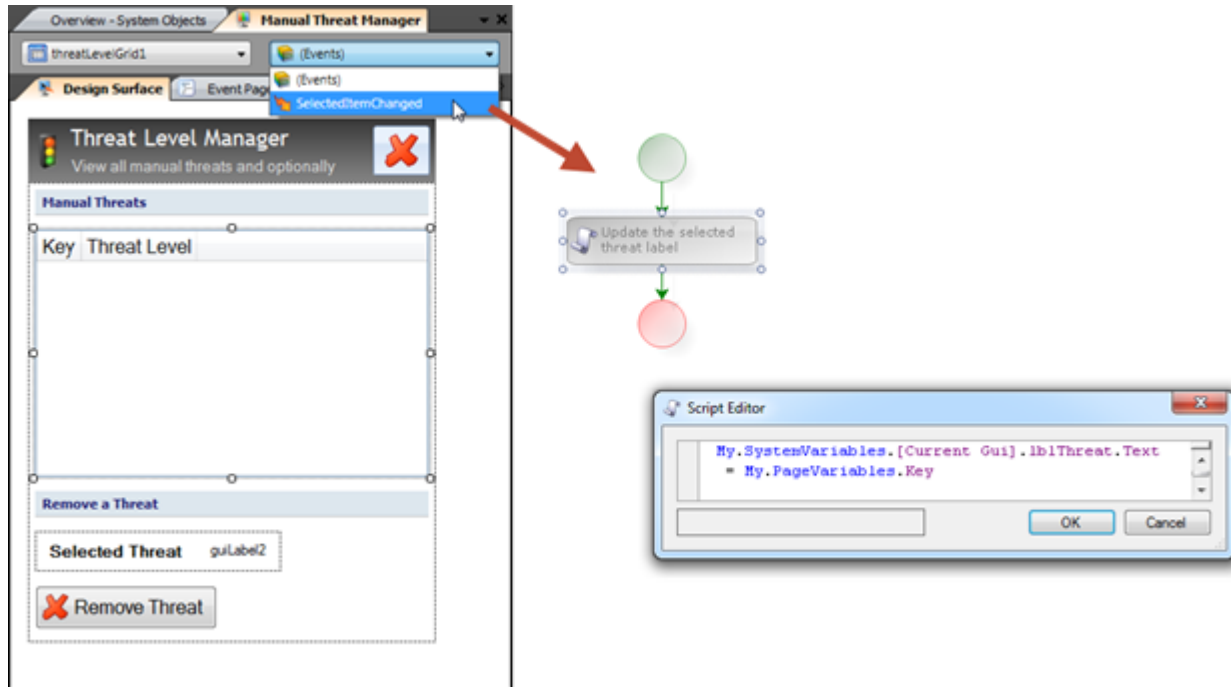 Overview - System Objects
Manual Threat Manager
threatLevelGrid1
(Events)
(Events)
SelectedItemChanged
Design Surface
Event Pag
Threat Level Manager
View all manual threats and optionally
Manual Threats
Key Threat Level
Remove a Threat
Selected Threat guiLabel2
Remove Threat
Update the selected
threat label
Script Editor
My.SystemVariables.[Current Gui].lblThreat.Text
= My.PageVariables.Key
OK Cancel